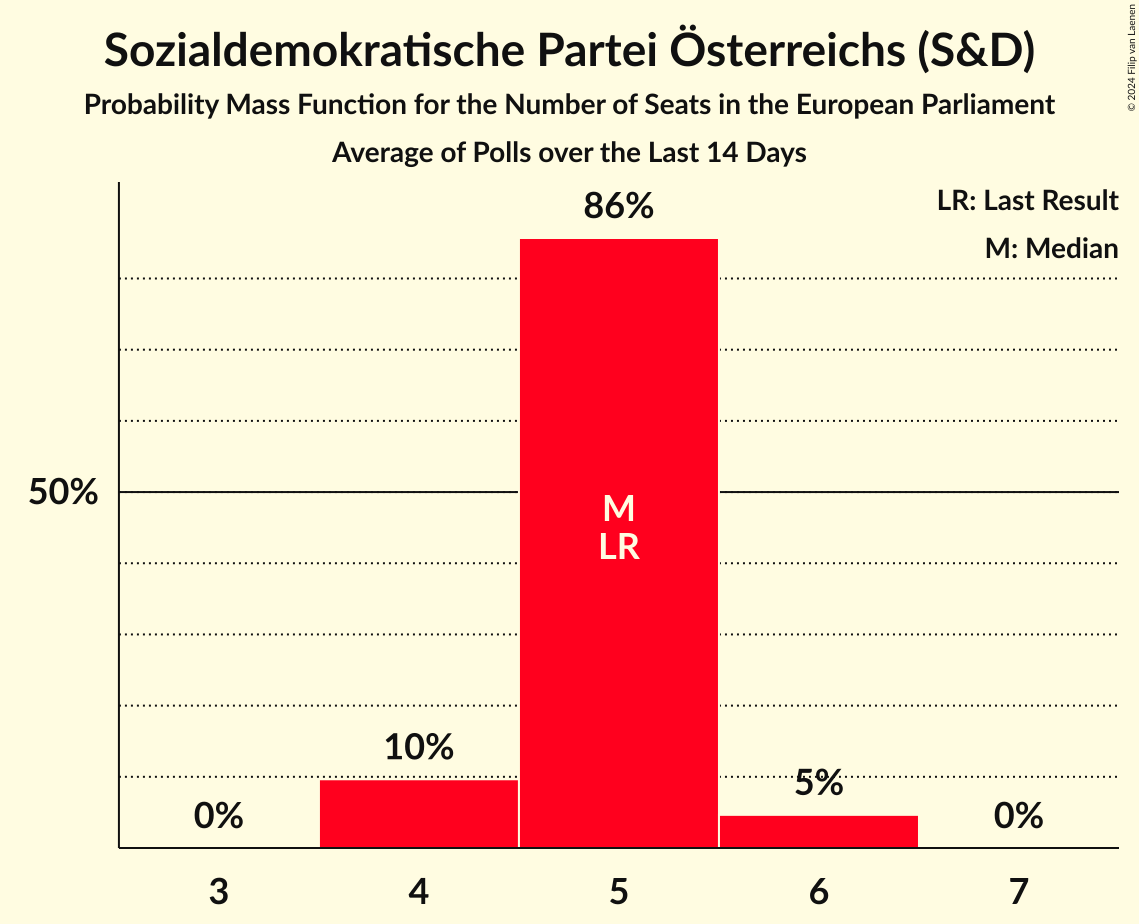 Sozialdemokratische Partei Österreichs (S&D)
Probability Mass Function for the Number of Seats in the European Parliament
Average of Polls over the Last 14 Days
© 2024 Filip van Laenen
LR: Last Result
M: Median
86%
50%
M
LR
10%
5%
0%
0%
3 4 5 6 7